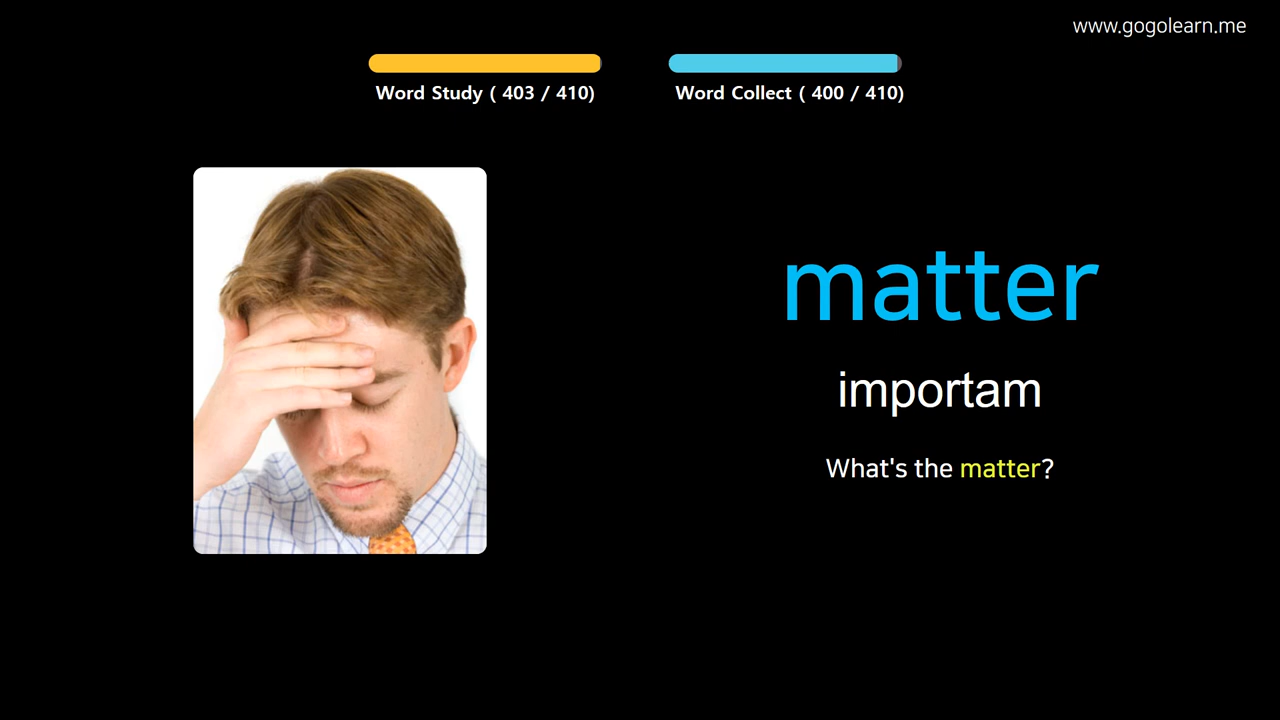 www.gogolearn.me
Word Study ( 403 / 410)
Word Collect ( 400 / 410)
matter
importam
What's the matter?